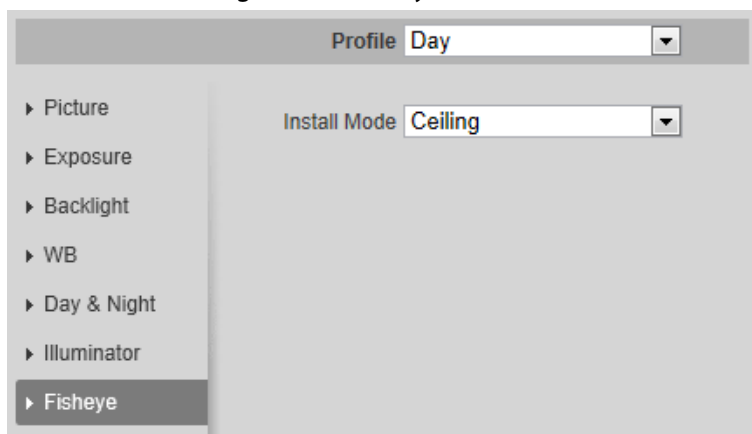 Profile Day
Picture
Install Mode Ceiling
Exposure
Backlight
WB
Day & Night
Illuminator
Fisheye